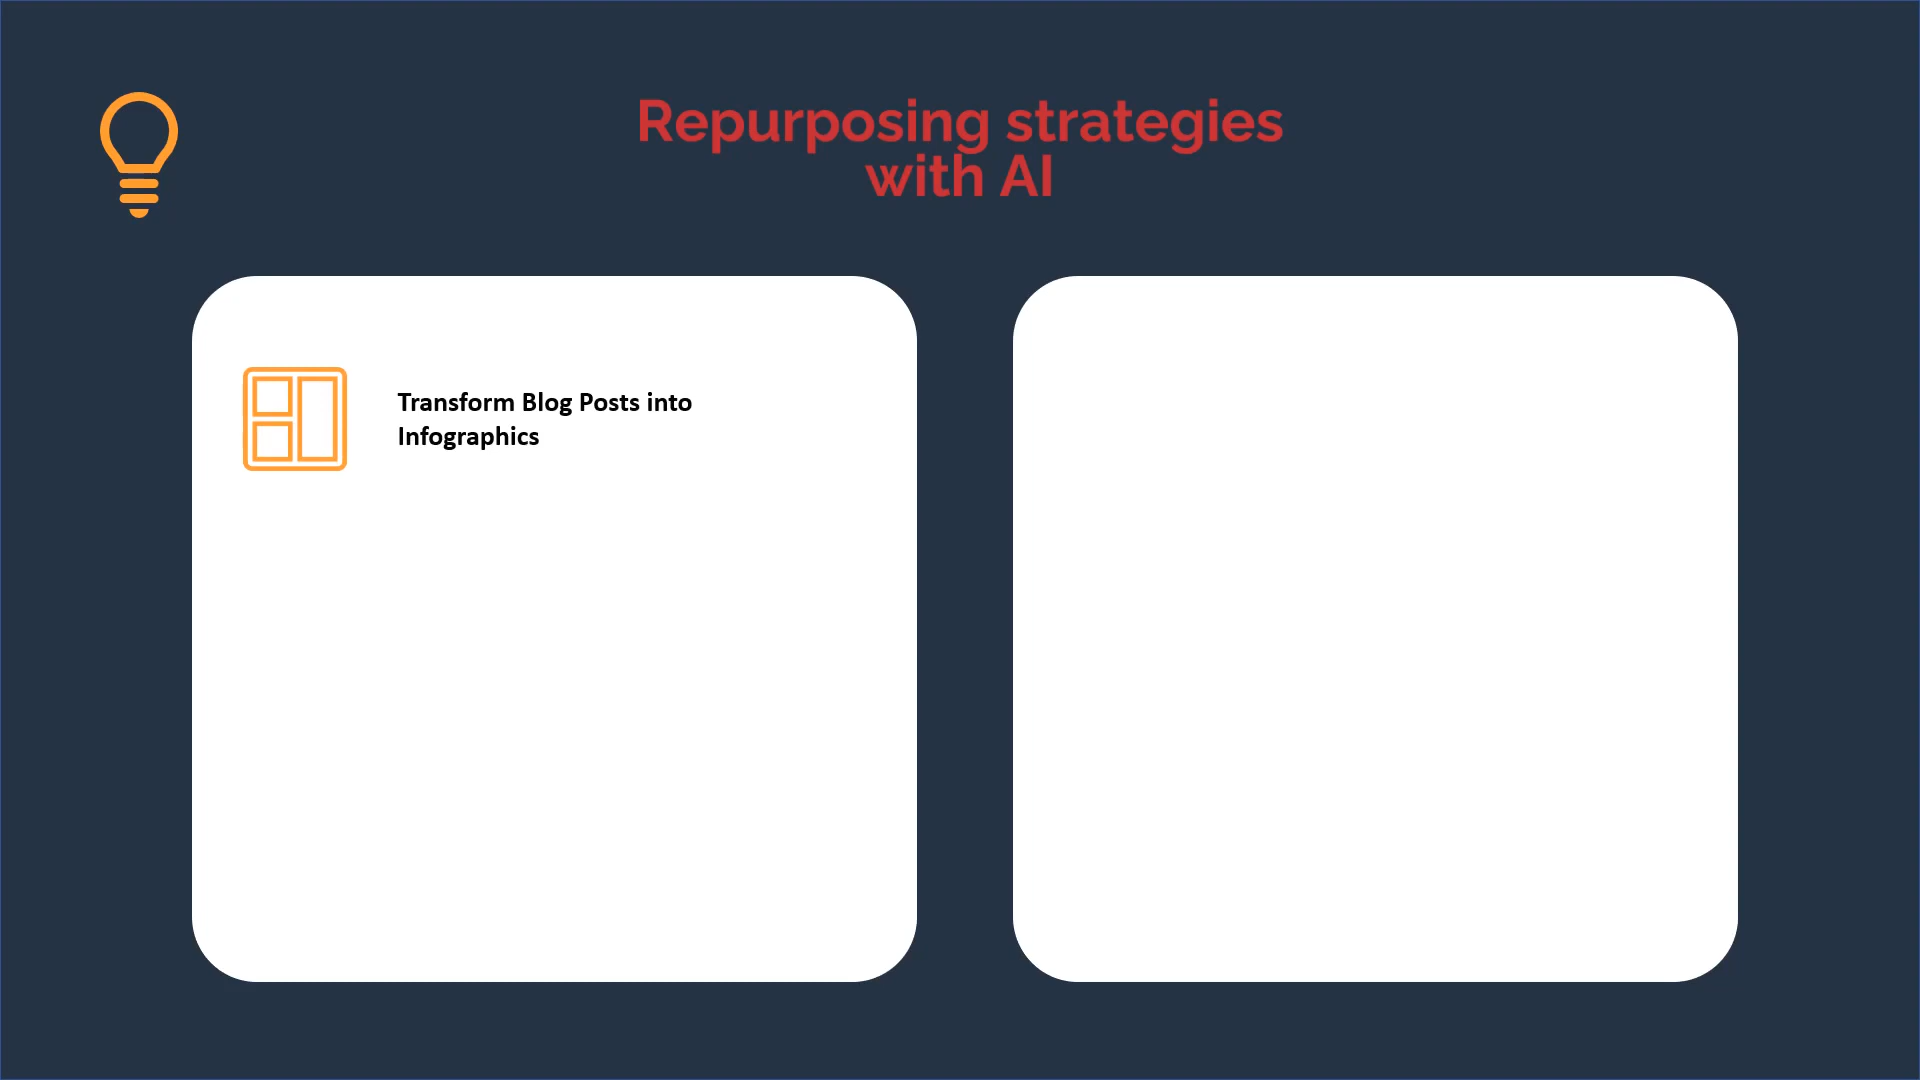 Repurposing strategies
with AI
Transform Blog Posts into
Infographics